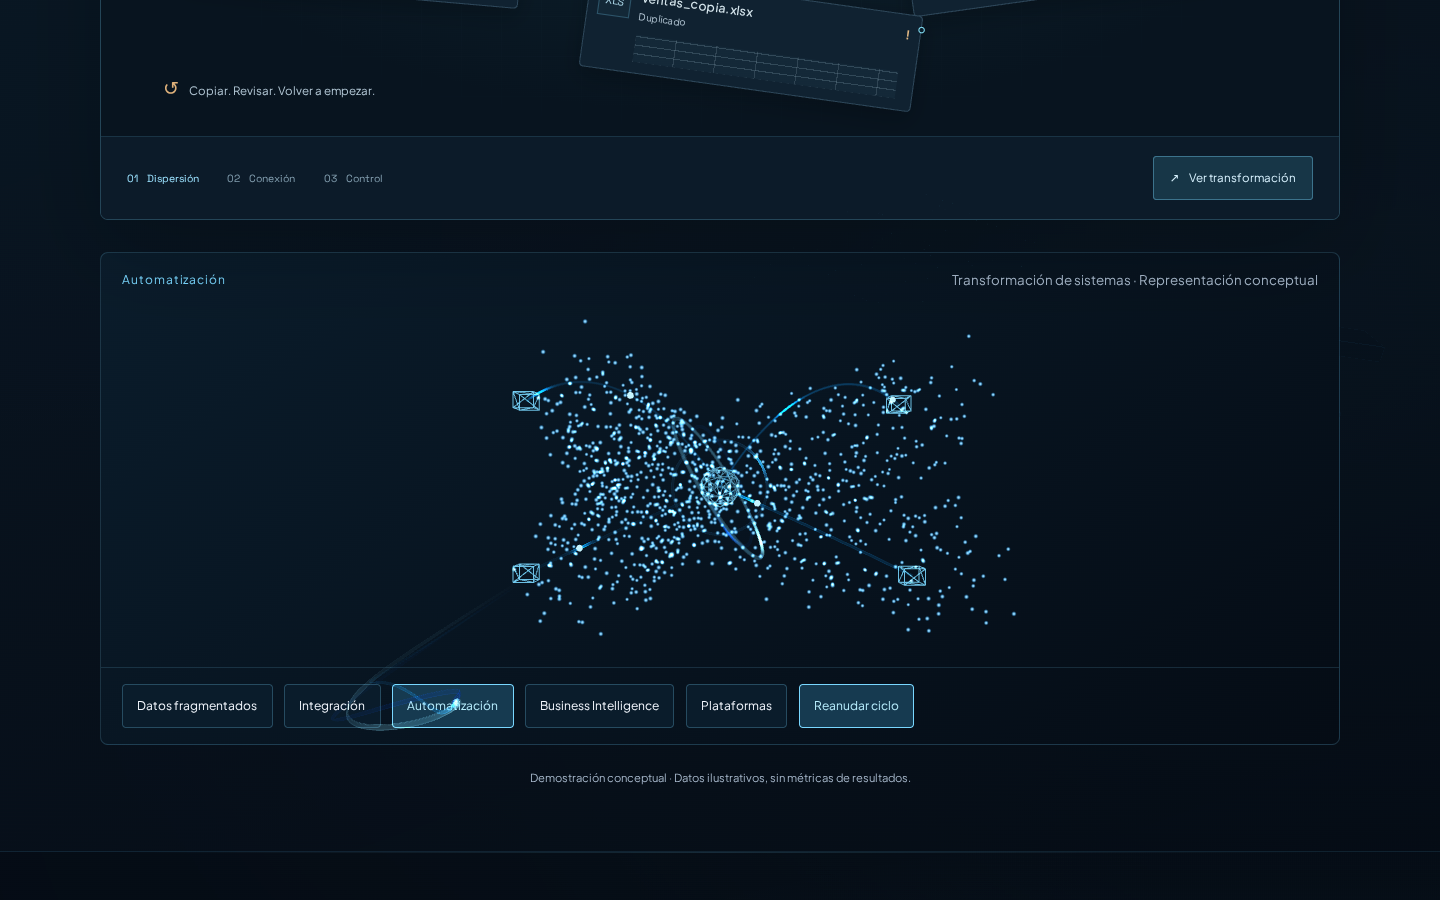 XLS
ventas_copia.xlsx
Duplicado
!
Copiar. Revisar. Volver a empezar.
01 Dispersión 02 Conexión 03 Control
↗ Ver transformación
Automatización
Transformación de sistemas · Representación conceptual
Datos fragmentados
Integración
Automatización
Business Intelligence
Plataformas
Reanudar ciclo
Demostración conceptual · Datos ilustrativos, sin métricas de resultados.